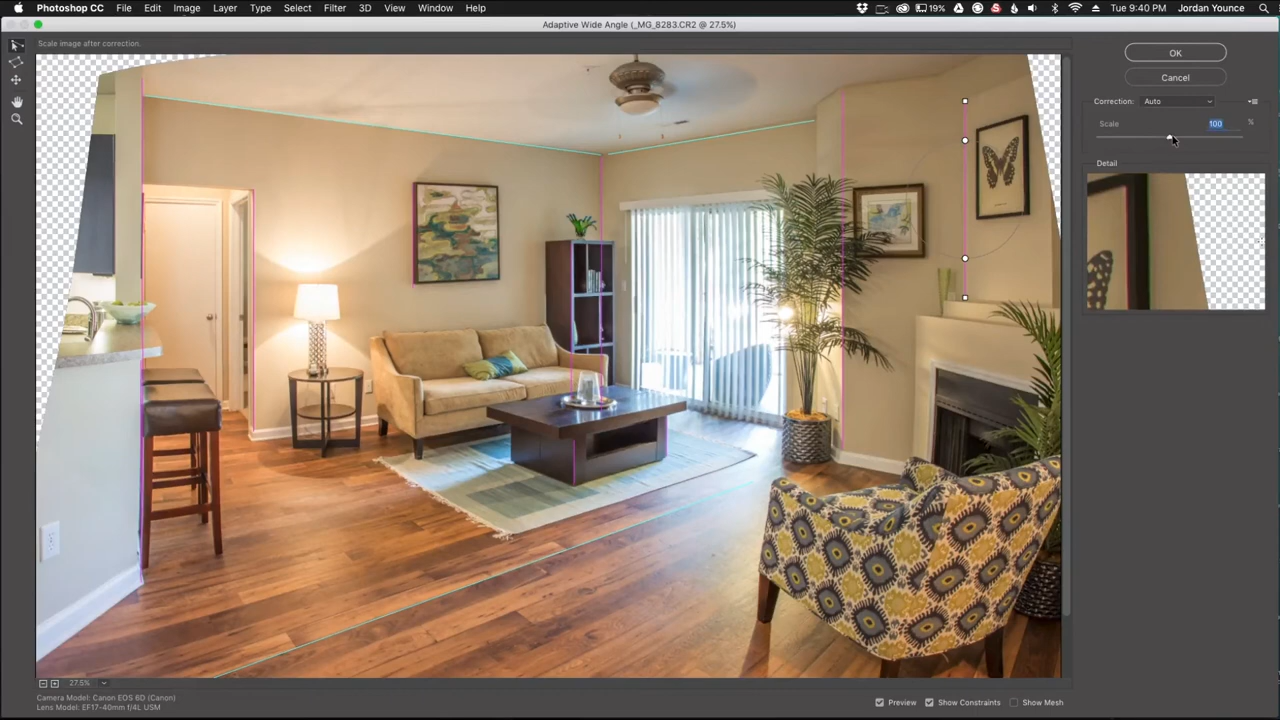 Photoshop CC File Edit Image Layer Type Select Filter 3D View Window Help 19% Tue 9:40 PM Jordan Younce
Adaptive Wide Angle (_MG_8283.CR2 @ 27.5%)
Scale image after correction.
OK
Cancel
Correction: Auto
Scale 100 %
Detail
27.5%
Camera Model: Canon EOS 6D (Canon)
Lens Model: EF17-40mm f/4L USM
Preview Show Constraints Show Mesh